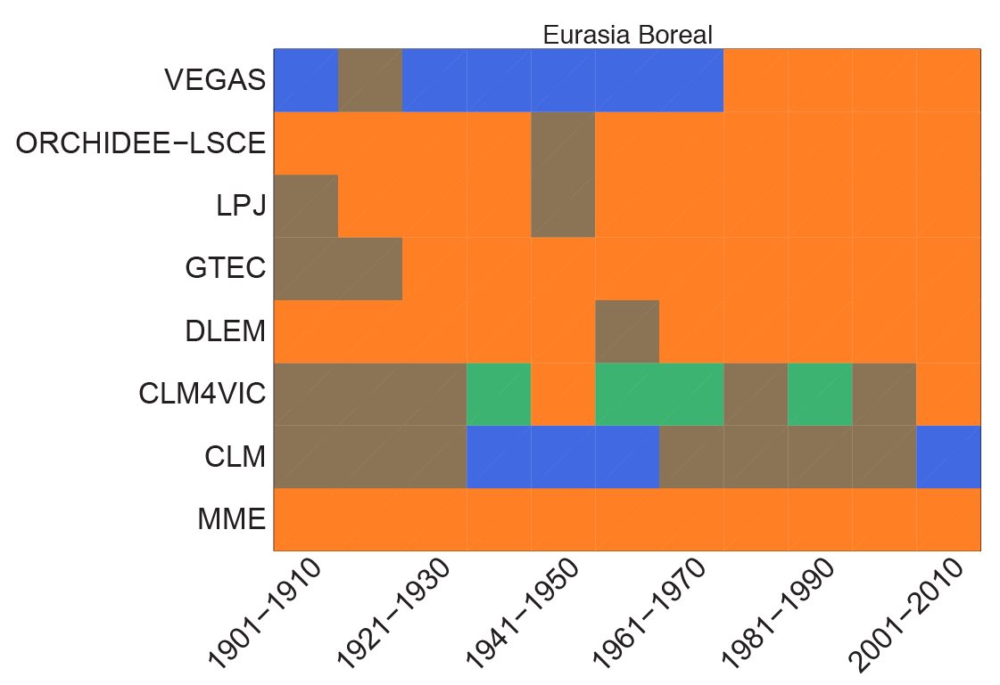 Eurasia Boreal
VEGAS
ORCHIDEE−LSCE
LPJ
GTEC
DLEM
CLM4VIC
CLM
MME
1901−1910
1921−1930
1941−1950
1961−1970
1981−1990
2001−2010